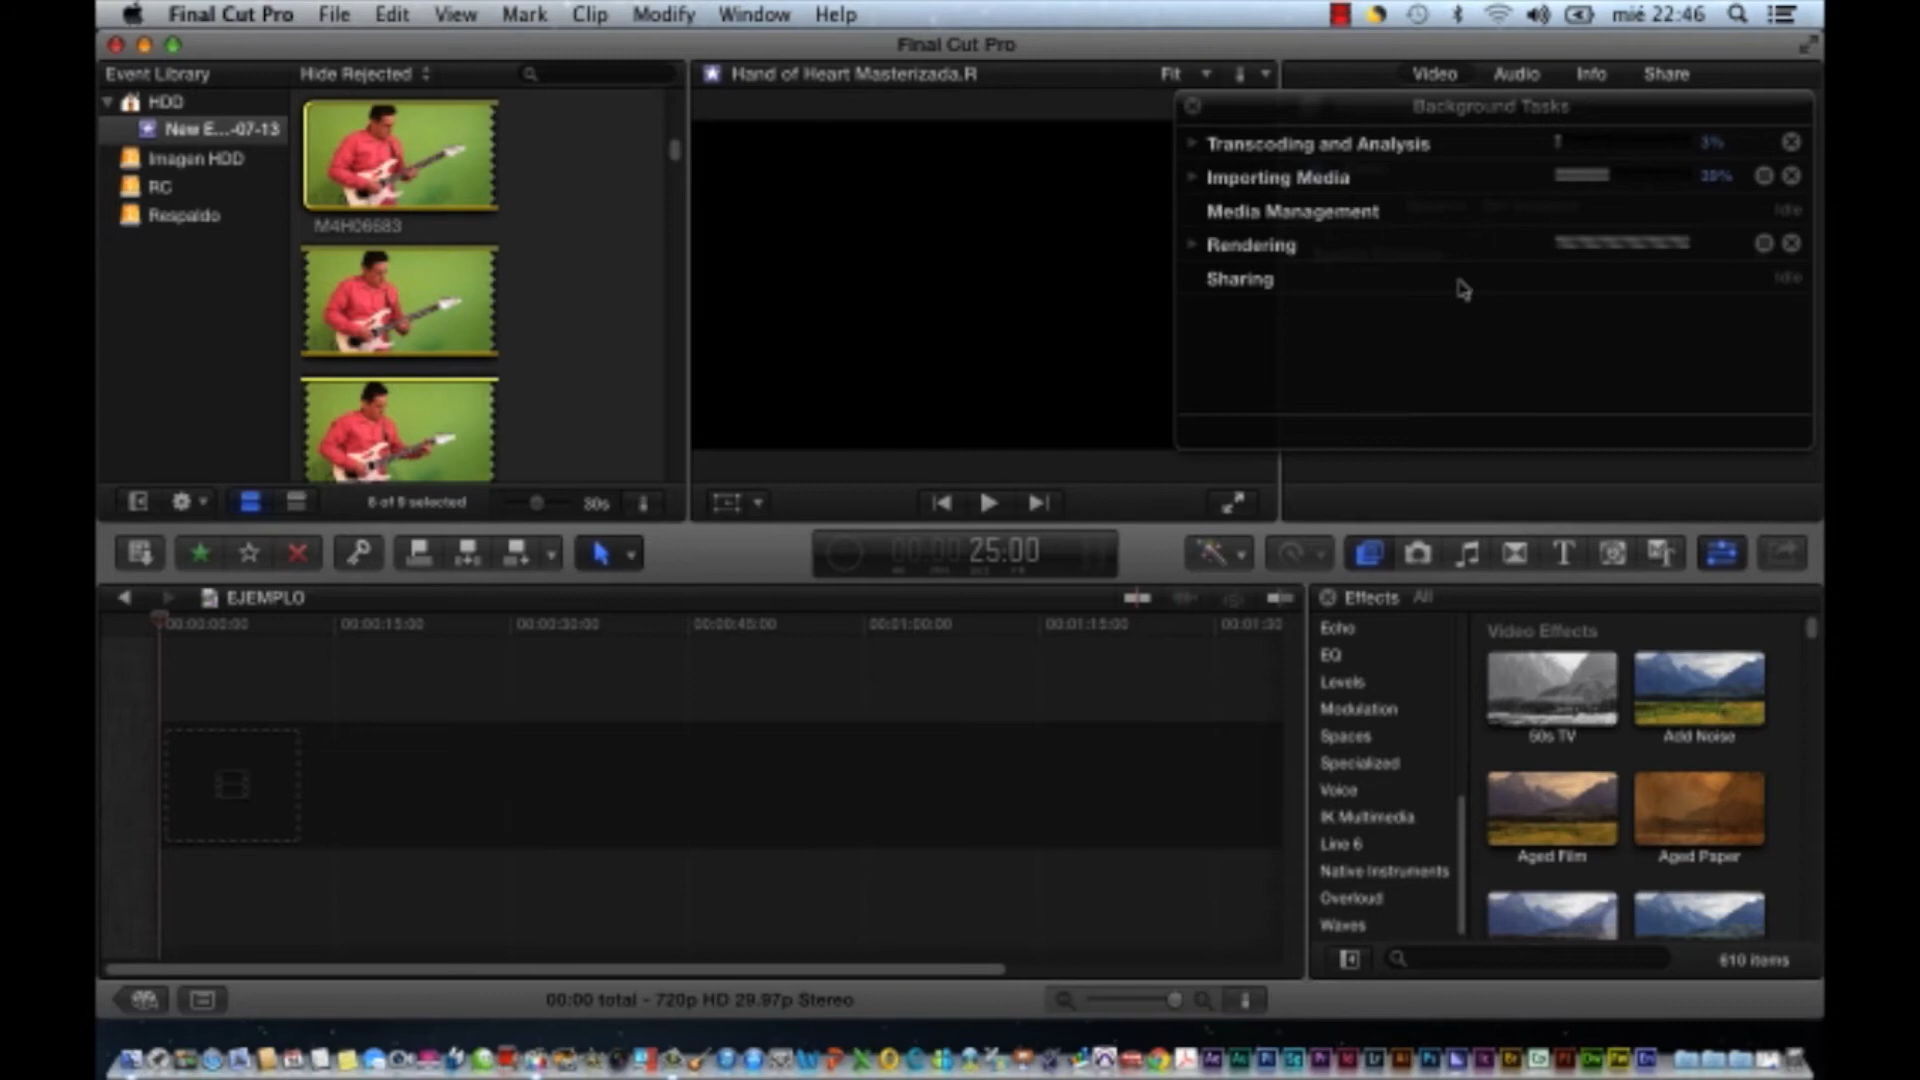 Final Cut Pro File Edit View Mark Clip Modify Window Help mié 22:46
Final Cut Pro
Event Library Hide Rejected
Hand of Heart Masterizada.R Fit
Video Audio Info Share
HDD
New E...-07-13
Imagen HDD
RC
Respaldo
M4H06683
Background Tasks
Transcoding and Analysis 3%
Importing Media 39%
Media Management Idle
Rendering
Sharing Idle
30s
25:00
EJEMPLO
00:00:00:00 00:00:15:00 00:00:30:00 00:00:45:00 00:01:00:00 00:01:15:00 00:01:30
Effects All
Echo
EQ
Levels
Modulation
Spaces
Specialized
Voice
IK Multimedia
Line 6
Native Instruments
Overloud
Waves
Video Effects
50s TV Add Noise
Aged Film Aged Paper
610 items
00:00 total - 720p HD 29.97p Stereo